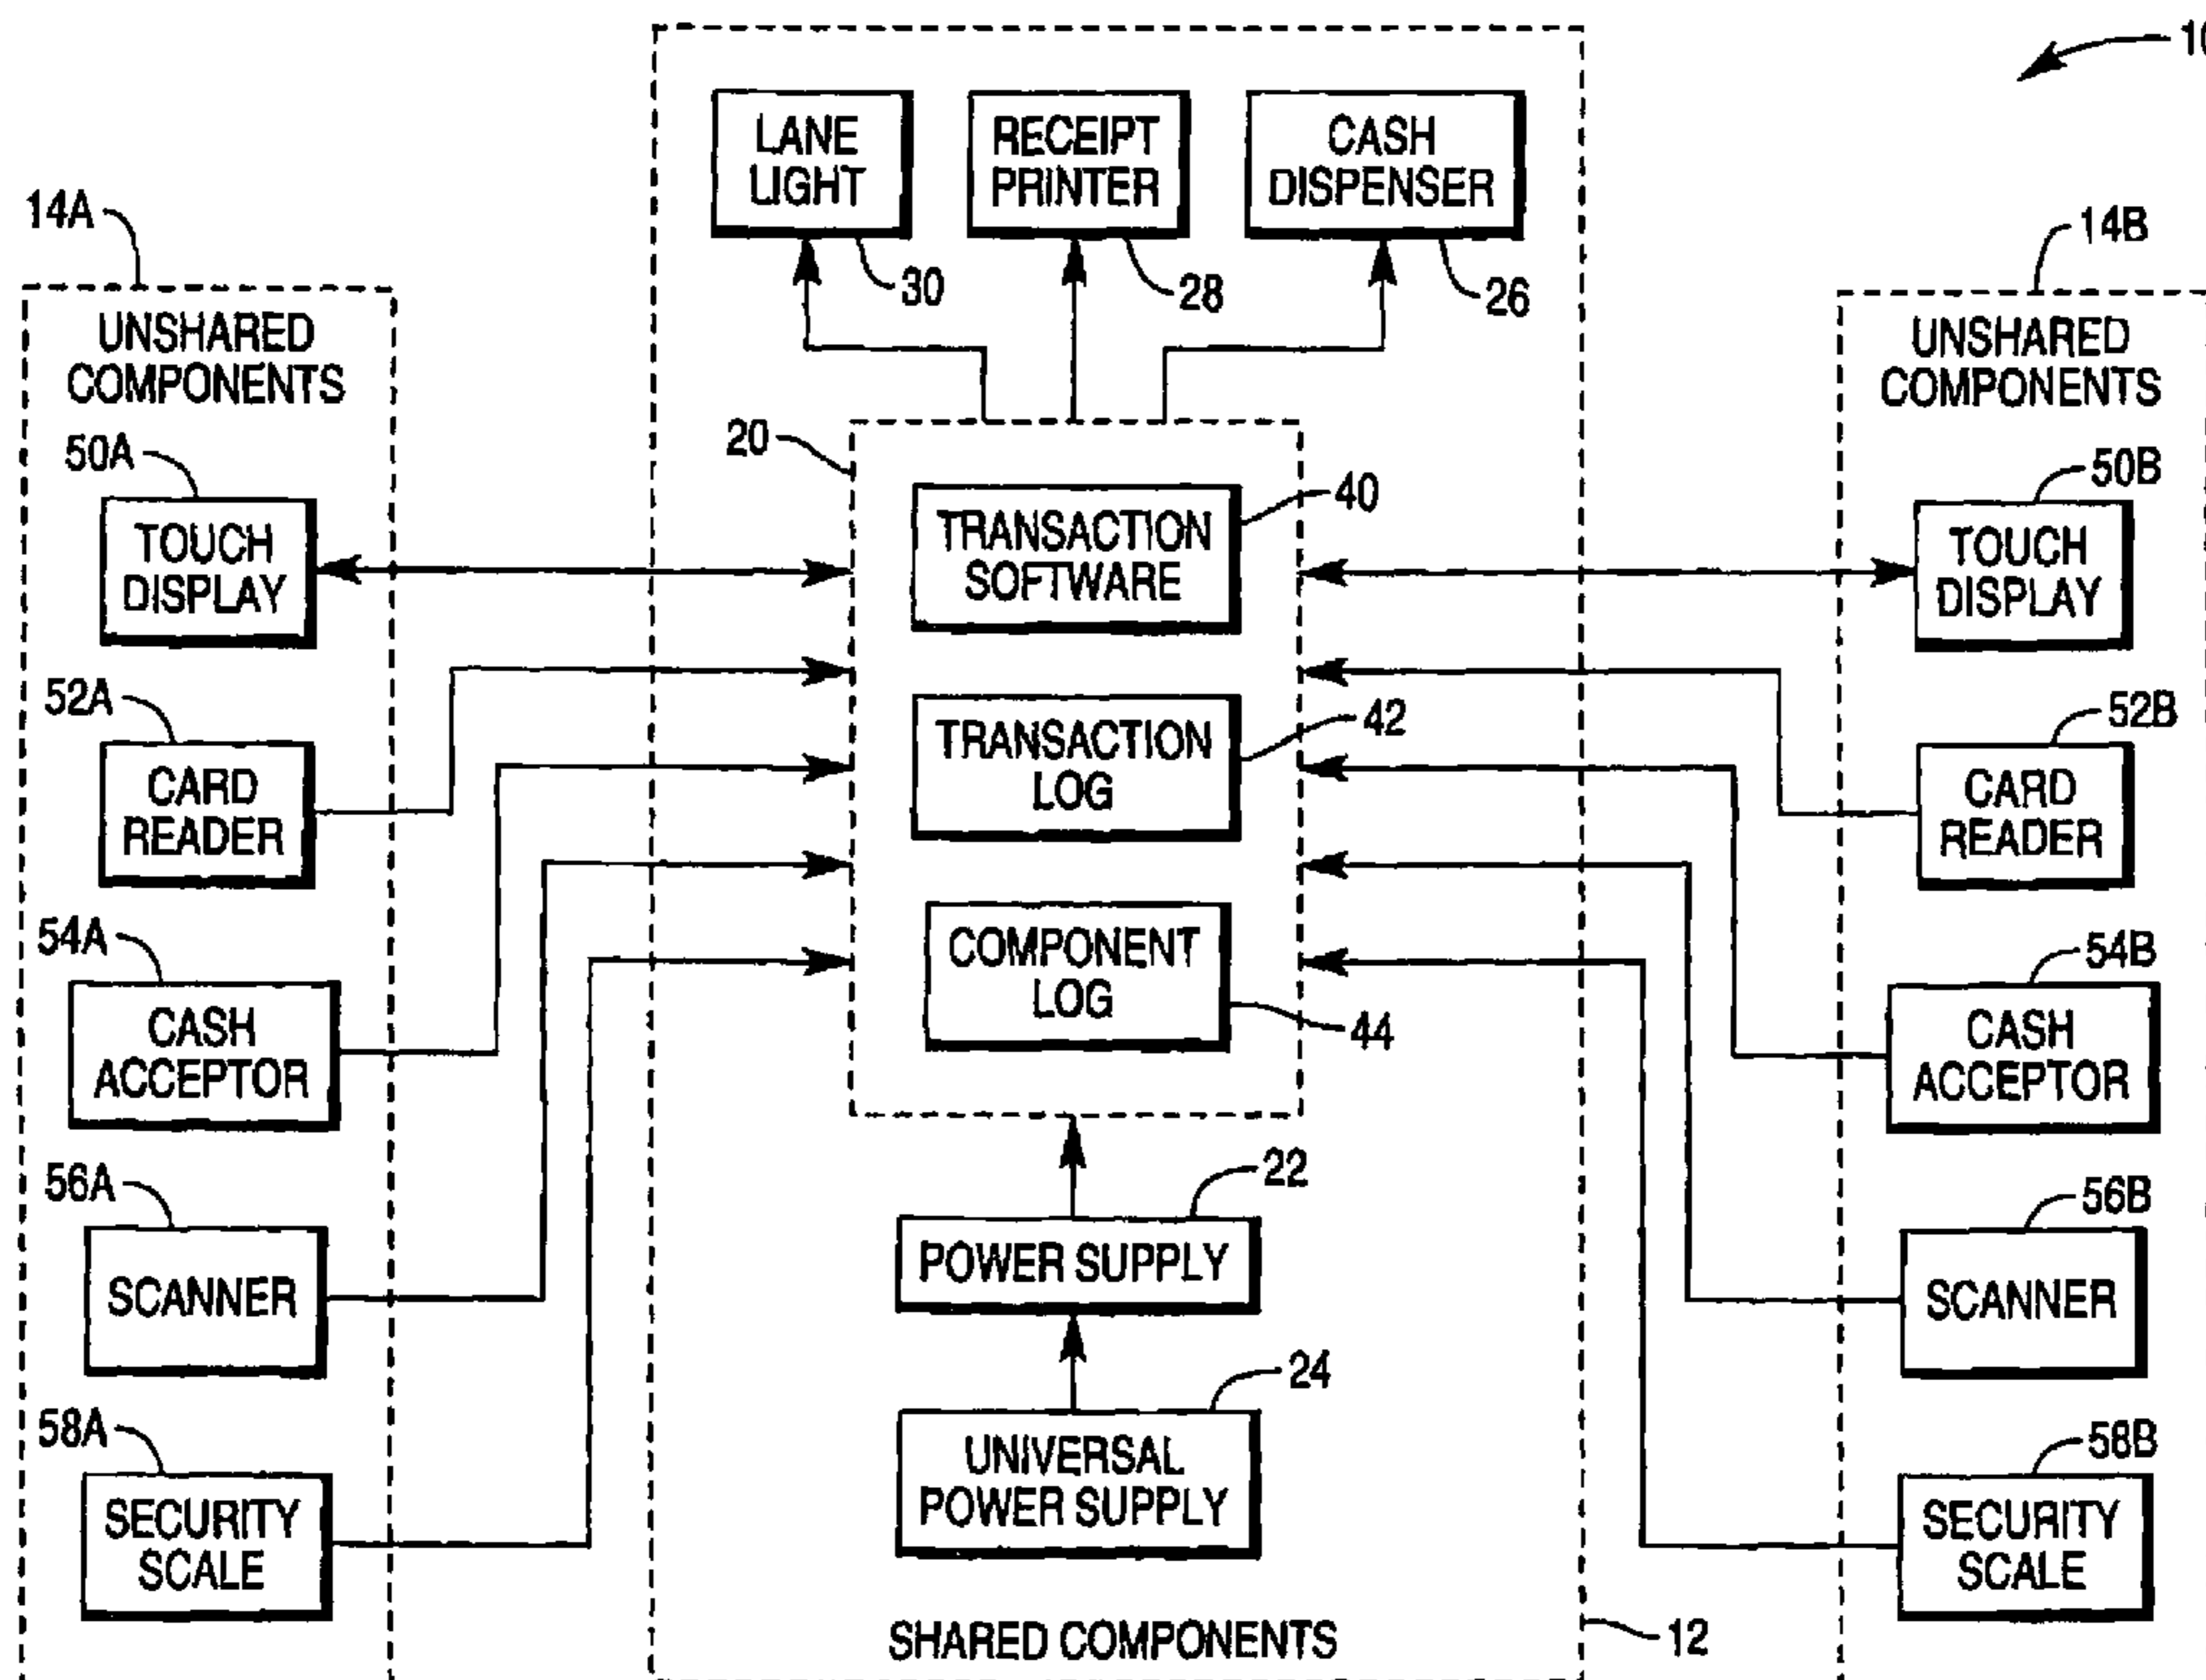 10
LANE
LIGHT
30
RECEIPT
PRINTER
28
CASH
DISPENSER
26
14A
UNSHARED
COMPONENTS
50A
TOUCH
DISPLAY
52A
CARD
READER
54A
CASH
ACCEPTOR
56A
SCANNER
58A
SECURITY
SCALE
20
TRANSACTION
SOFTWARE
40
TRANSACTION
LOG
42
COMPONENT
LOG
44
22
POWER SUPPLY
24
UNIVERSAL
POWER SUPPLY
SHARED COMPONENTS
12
14B
UNSHARED
COMPONENTS
50B
TOUCH
DISPLAY
52B
CARD
READER
54B
CASH
ACCEPTOR
56B
SCANNER
58B
SECURITY
SCALE